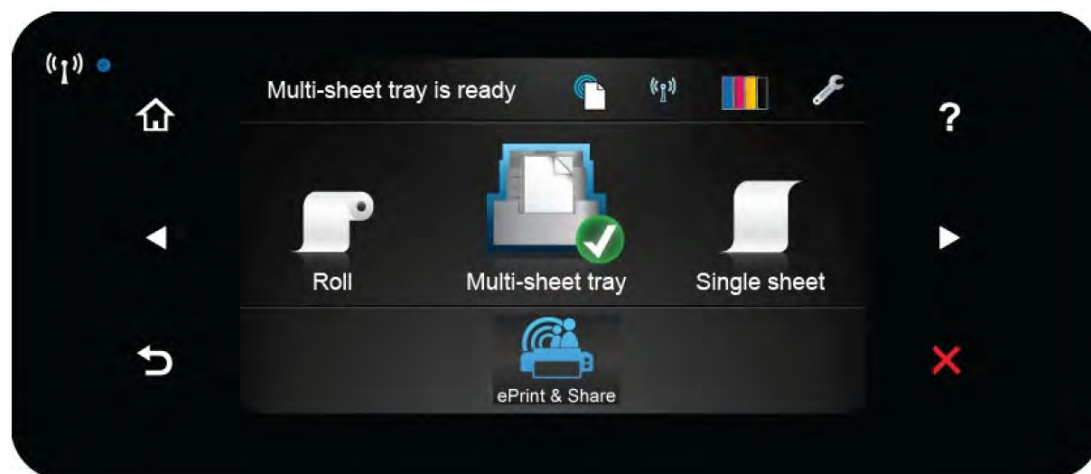 Multi-sheet tray is ready
?
Roll
Multi-sheet tray
Single sheet
ePrint & Share